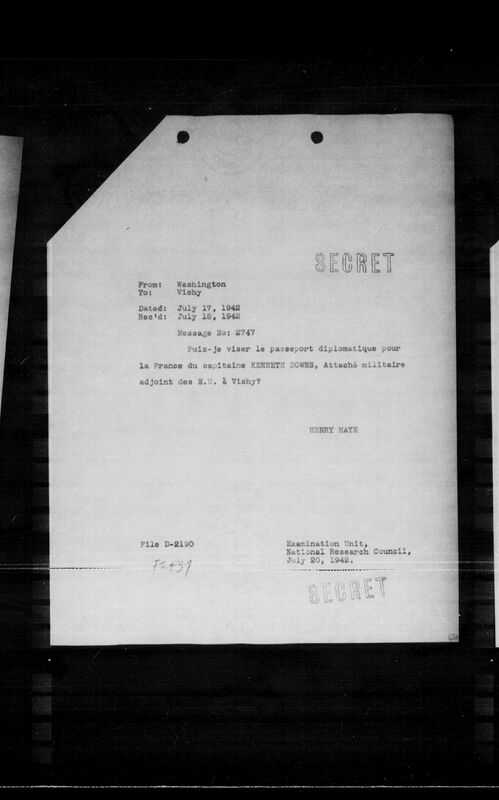 SECRET
From: Washington
To: Vichy
Dated: July 17, 1942
Rec'd: July 18, 1942
Message No: 2747
Puis-je viser le passeport diplomatique pour
la France du capitaine KENNETH DOWNS, Attaché militaire
adjoint des E.U. à Vichy?
HENRY HAYE
File D-2190
Examination Unit,
National Research Council,
July 20, 1942.
F2437
SECRET